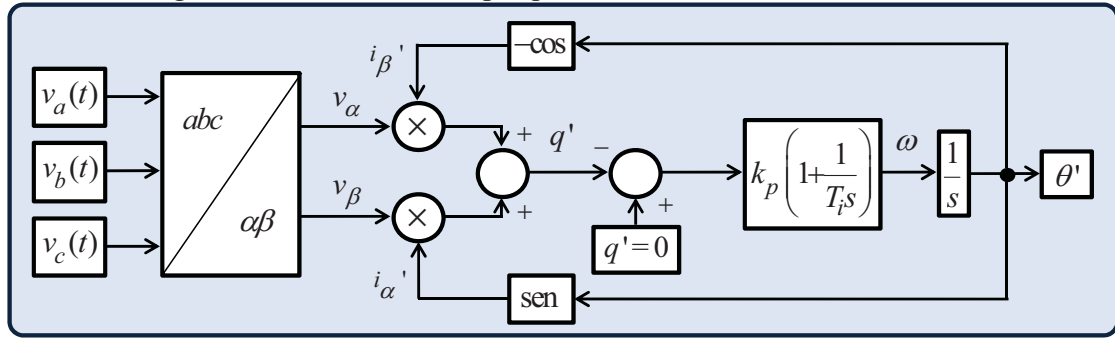 –cos
i_β'
v_a(t)
v_b(t)
v_c(t)
abc
αβ
v_α
v_β
×
×
+
+
q'
–
+
q'=0
k_p(1+1/(T_i s))
ω
1/s
θ'
i_α'
sen